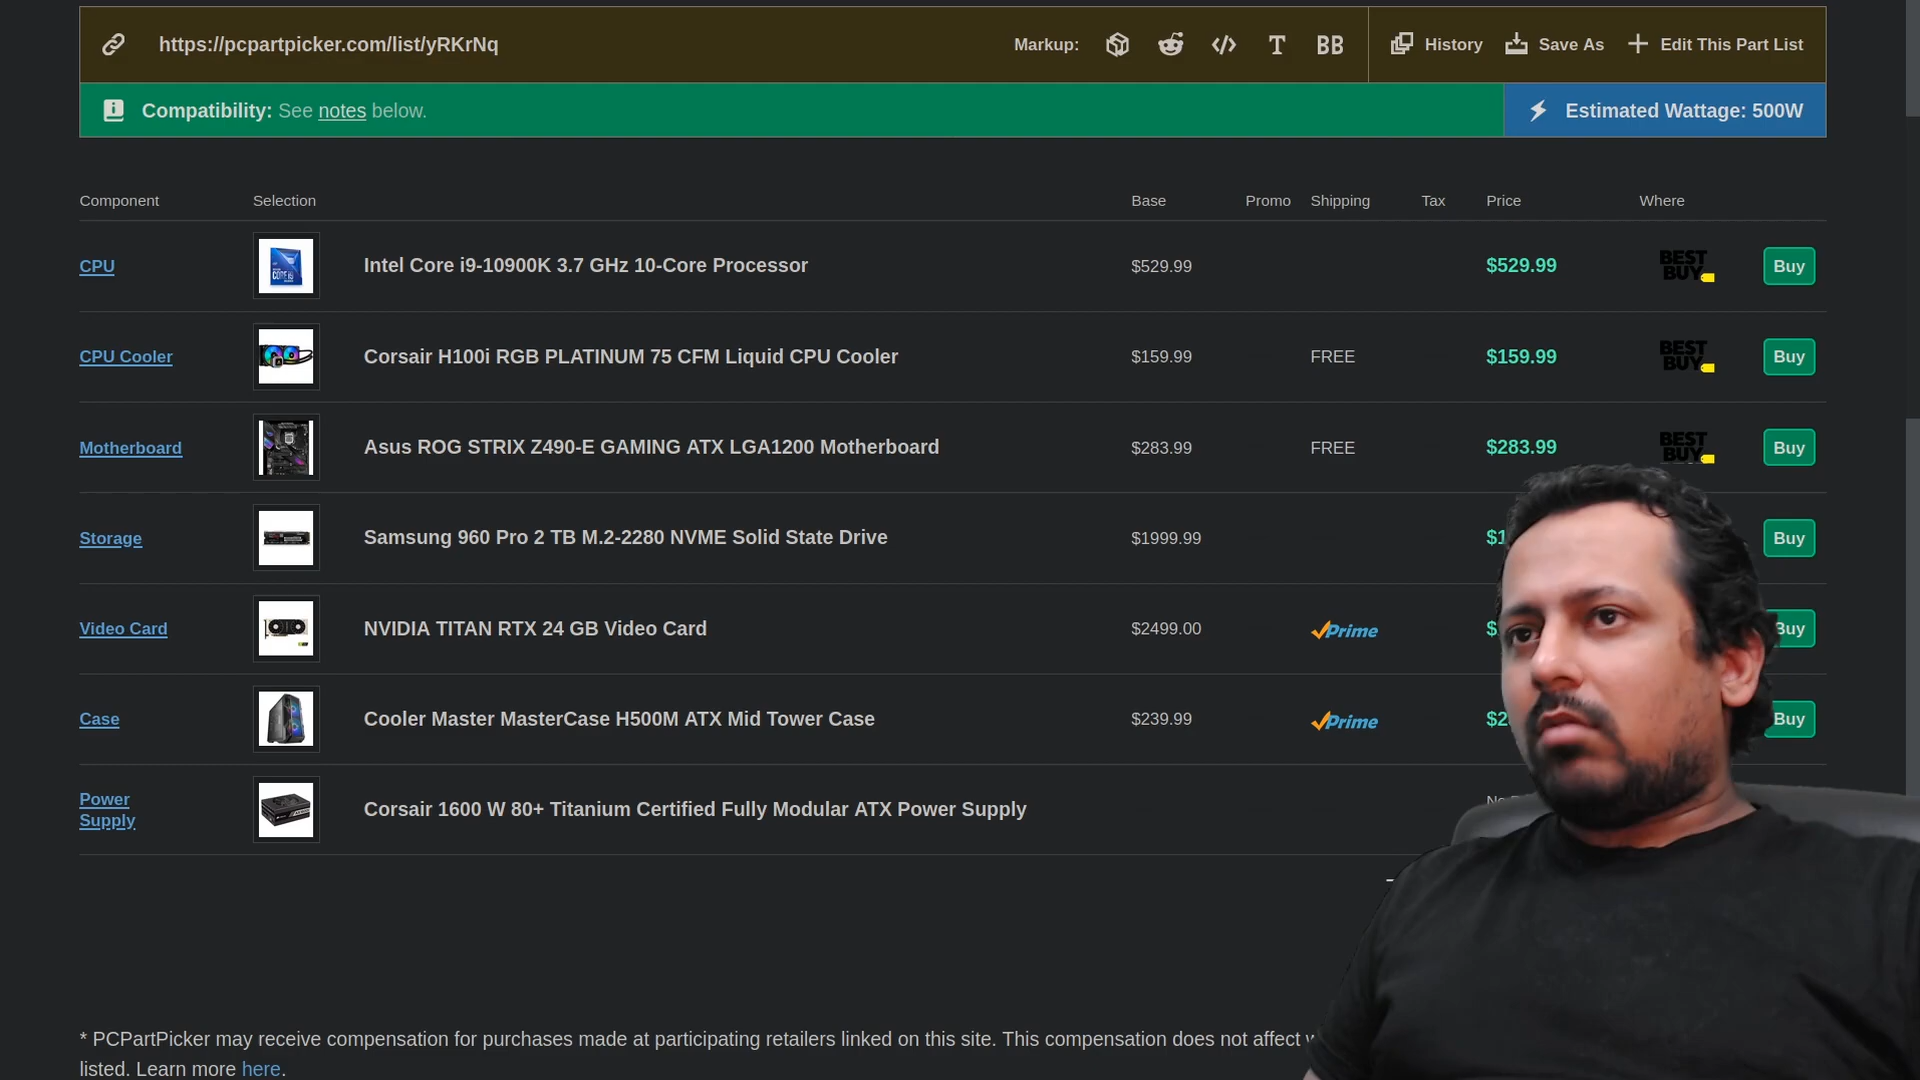 https://pcpartpicker.com/list/yRKrNq Markup: T BB History Save As Edit This Part List
Compatibility: See notes below. Estimated Wattage: 500W
Component Selection Base Promo Shipping Tax Price Where
CPU Intel Core i9-10900K 3.7 GHz 10-Core Processor $529.99 $529.99 BEST BUY Buy
CPU Cooler Corsair H100i RGB PLATINUM 75 CFM Liquid CPU Cooler $159.99 FREE $159.99 BEST BUY Buy
Motherboard Asus ROG STRIX Z490-E GAMING ATX LGA1200 Motherboard $283.99 FREE $283.99 BEST BUY Buy
Storage Samsung 960 Pro 2 TB M.2-2280 NVME Solid State Drive $1999.99 Buy
Video Card NVIDIA TITAN RTX 24 GB Video Card $2499.00 Prime Buy
Case Cooler Master MasterCase H500M ATX Mid Tower Case $239.99 Prime Buy
Power Supply Corsair 1600 W 80+ Titanium Certified Fully Modular ATX Power Supply
* PCPartPicker may receive compensation for purchases made at participating retailers linked on this site. This compensation does not affect
listed. Learn more here.